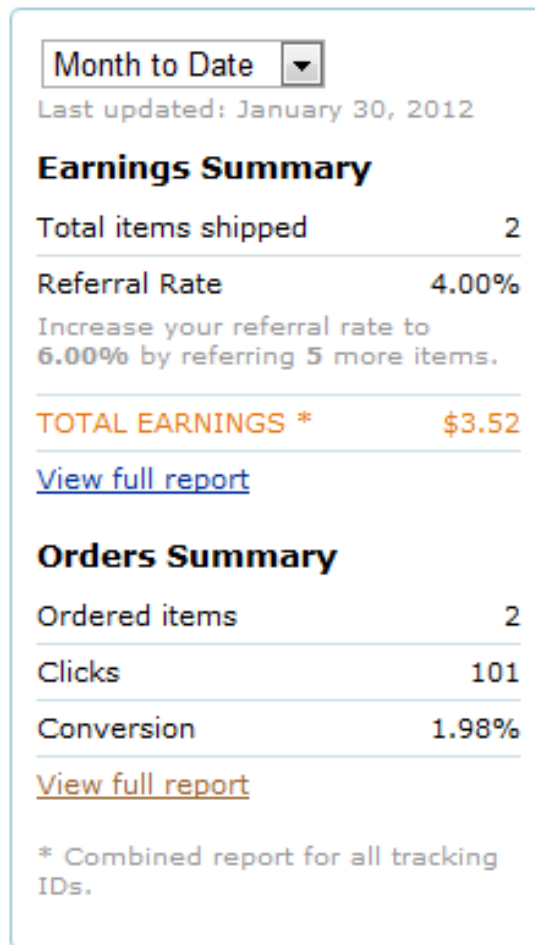 Month to Date
Last updated: January 30, 2012
Earnings Summary
Total items shipped 2
Referral Rate 4.00%
Increase your referral rate to
6.00% by referring 5 more items.
TOTAL EARNINGS * $3.52
View full report
Orders Summary
Ordered items 2
Clicks 101
Conversion 1.98%
View full report
* Combined report for all tracking
IDs.